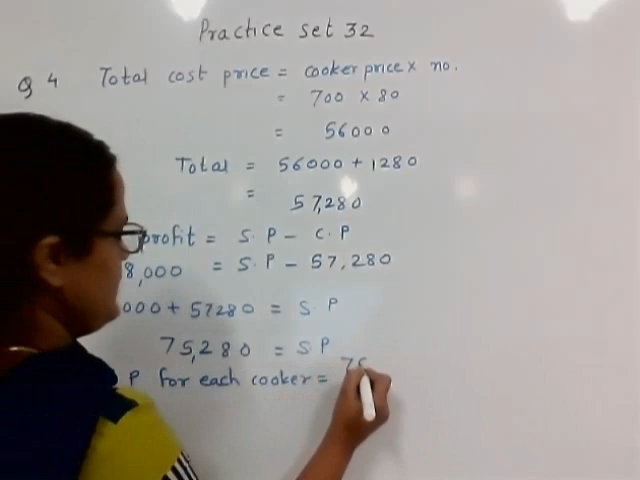 Practice set 32
Q 4 Total cost price = cooker price x no.
= 700 x 80
= 56000
Total = 56000 + 1280
= 57,280
profit = S.P - C.P
8,000 = S.P - 57,280
000 + 57280 = S P
75,280 = SP
P for each cooker =